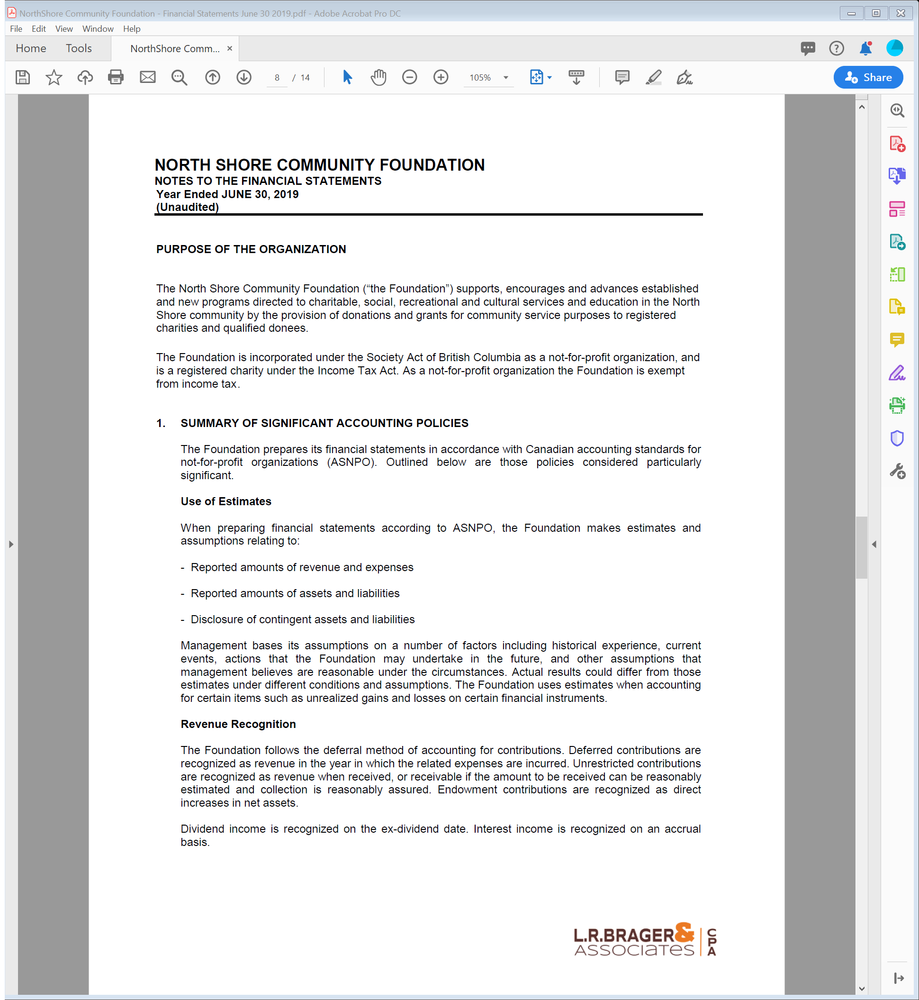 NorthShore Community Foundation - Financial Statements June 30 2019.pdf - Adobe Acrobat Pro DC
File Edit View Window Help
Home Tools NorthShore Comm... ×
8 / 14 105% Share
NORTH SHORE COMMUNITY FOUNDATION
NOTES TO THE FINANCIAL STATEMENTS
Year Ended JUNE 30, 2019
(Unaudited)
PURPOSE OF THE ORGANIZATION
The North Shore Community Foundation (“the Foundation”) supports, encourages and advances established
and new programs directed to charitable, social, recreational and cultural services and education in the North
Shore community by the provision of donations and grants for community service purposes to registered
charities and qualified donees.
The Foundation is incorporated under the Society Act of British Columbia as a not-for-profit organization, and
is a registered charity under the Income Tax Act. As a not-for-profit organization the Foundation is exempt
from income tax.
1. SUMMARY OF SIGNIFICANT ACCOUNTING POLICIES
The Foundation prepares its financial statements in accordance with Canadian accounting standards for
not-for-profit organizations (ASNPO). Outlined below are those policies considered particularly
significant.
Use of Estimates
When preparing financial statements according to ASNPO, the Foundation makes estimates and
assumptions relating to:
- Reported amounts of revenue and expenses
- Reported amounts of assets and liabilities
- Disclosure of contingent assets and liabilities
Management bases its assumptions on a number of factors including historical experience, current
events, actions that the Foundation may undertake in the future, and other assumptions that
management believes are reasonable under the circumstances. Actual results could differ from those
estimates under different conditions and assumptions. The Foundation uses estimates when accounting
for certain items such as unrealized gains and losses on certain financial instruments.
Revenue Recognition
The Foundation follows the deferral method of accounting for contributions. Deferred contributions are
recognized as revenue in the year in which the related expenses are incurred. Unrestricted contributions
are recognized as revenue when received, or receivable if the amount to be received can be reasonably
estimated and collection is reasonably assured. Endowment contributions are recognized as direct
increases in net assets.
Dividend income is recognized on the ex-dividend date. Interest income is recognized on an accrual
basis.
L.R.BRAGER&
ASSOCIATES
CPA